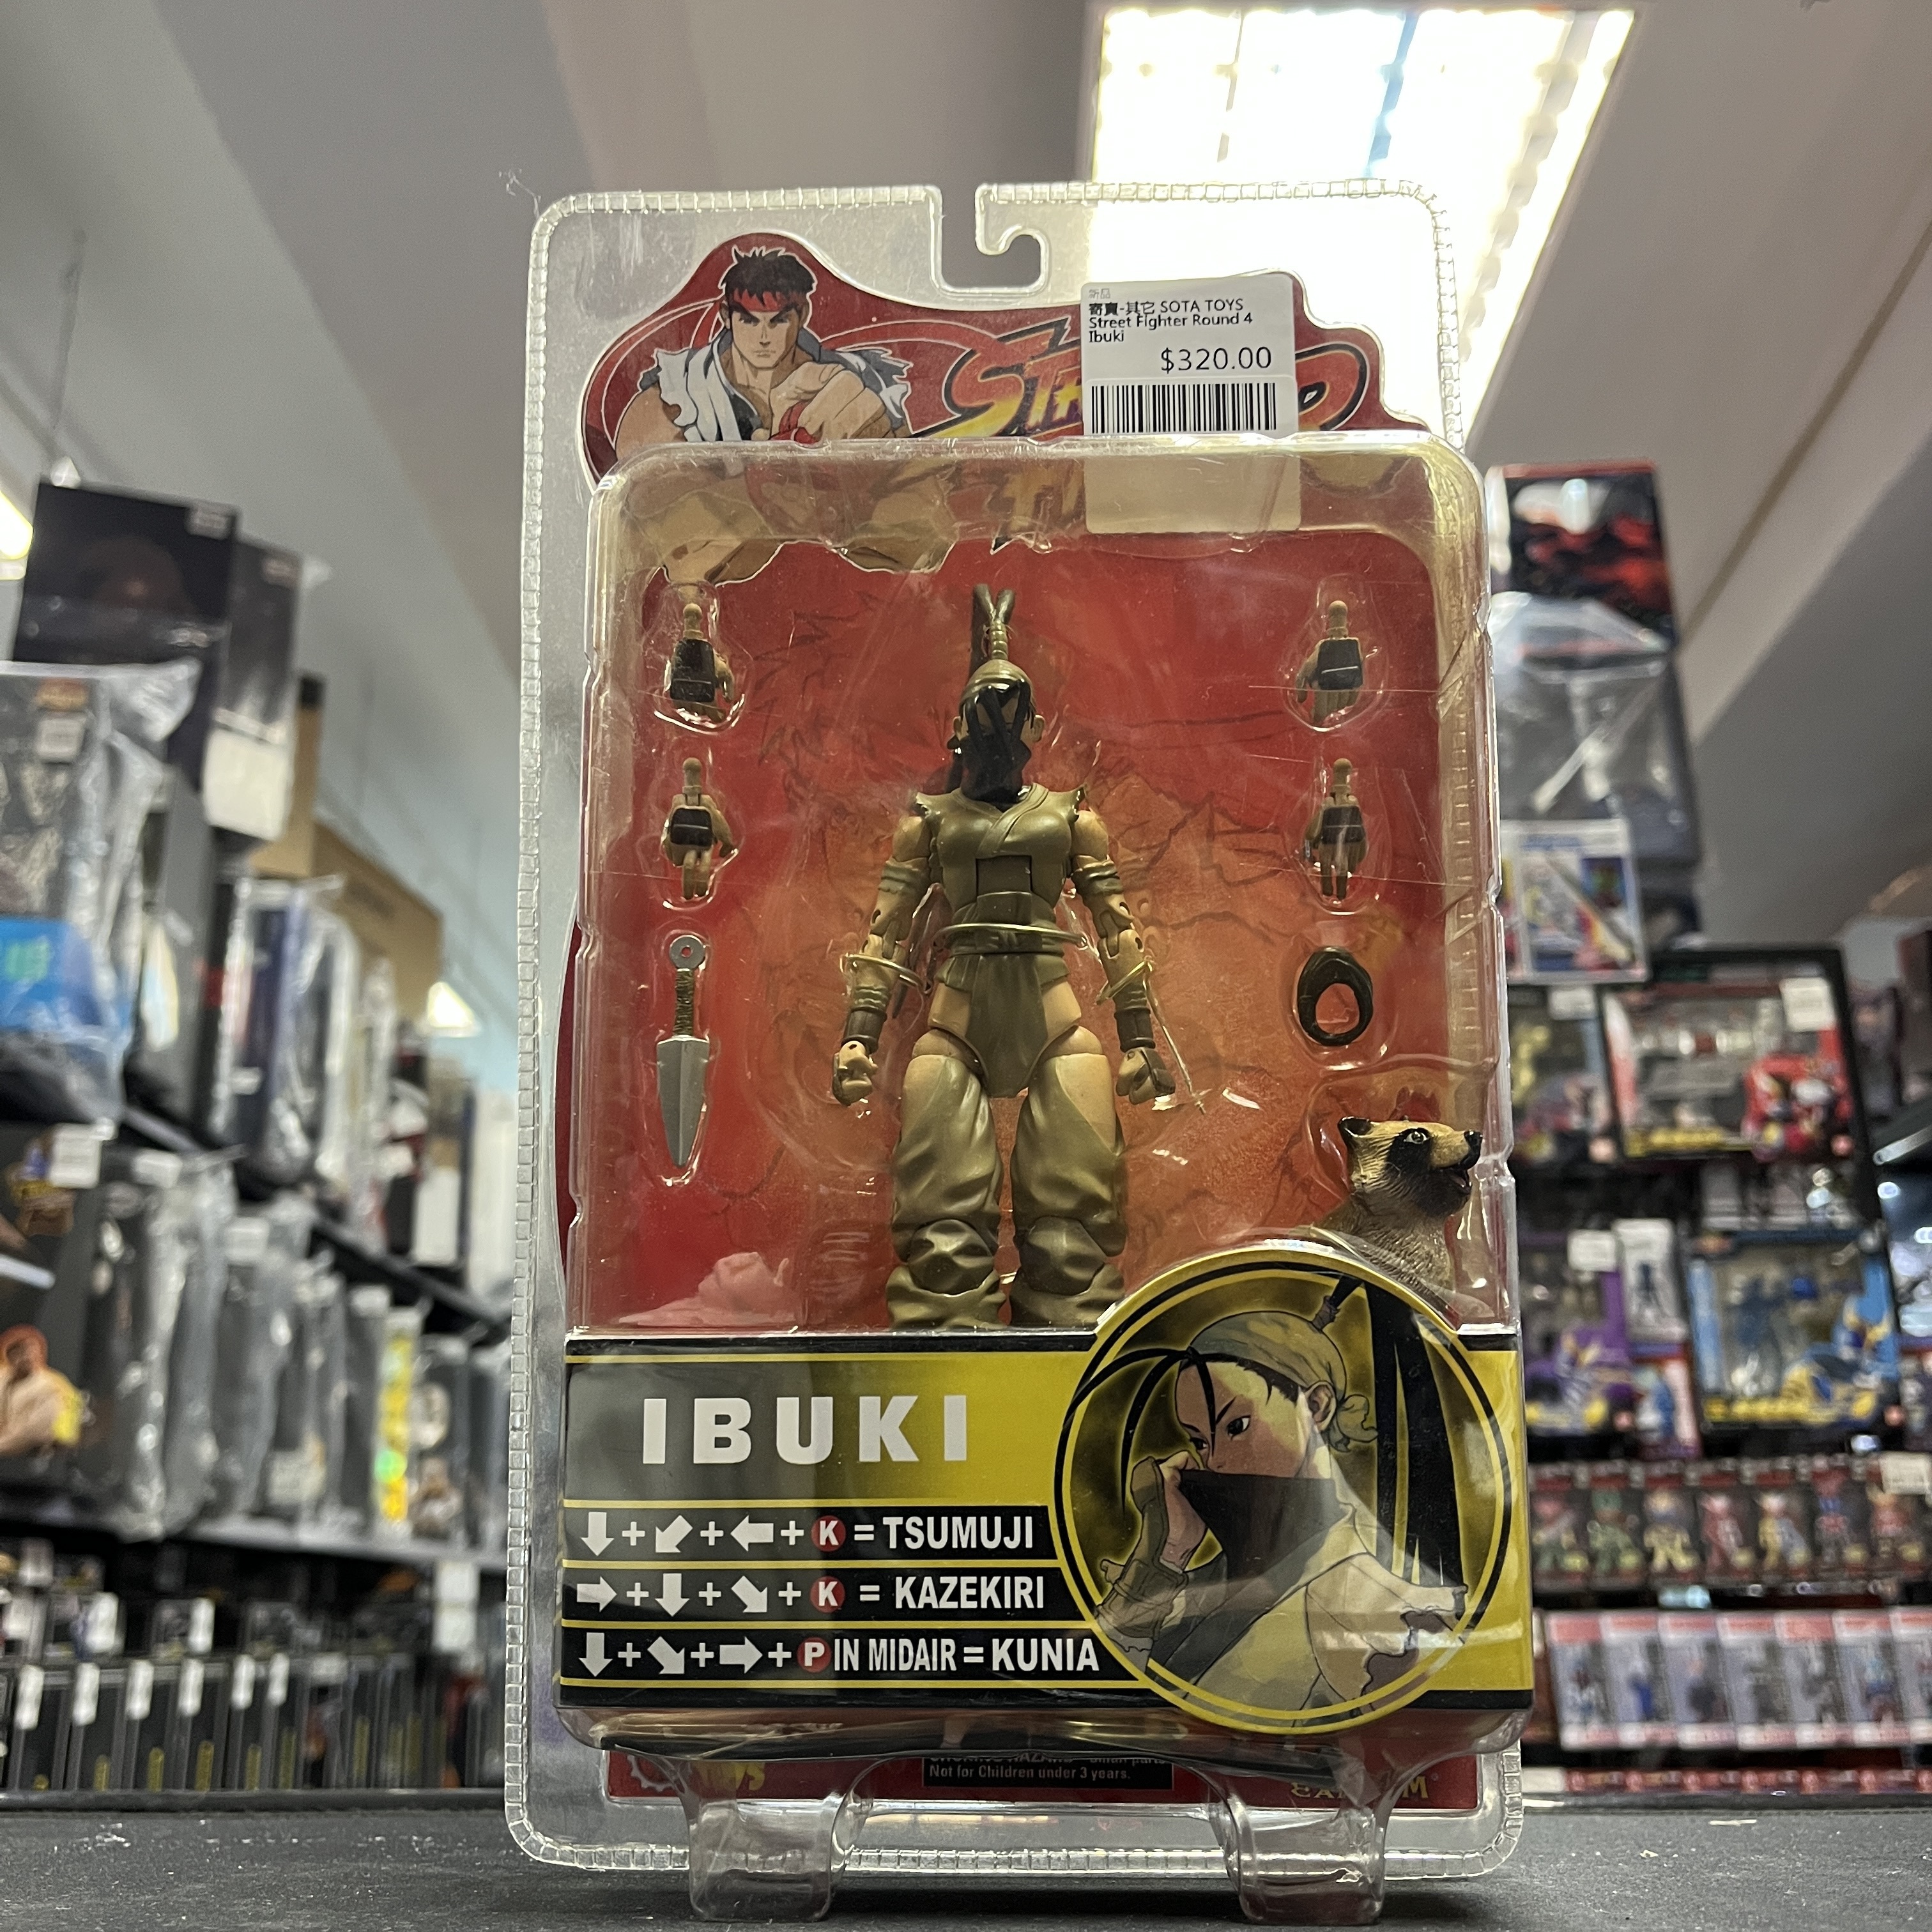 新品
寄賣-其它 SOTA TOYS
Street Fighter Round 4
Ibuki
$320.00
IBUKI
⬇+↙+⬅+K = TSUMUJI
➡+⬇+↘+K = KAZEKIRI
⬇+↘+➡+P IN MIDAIR = KUNIA
Not for Children under 3 years.